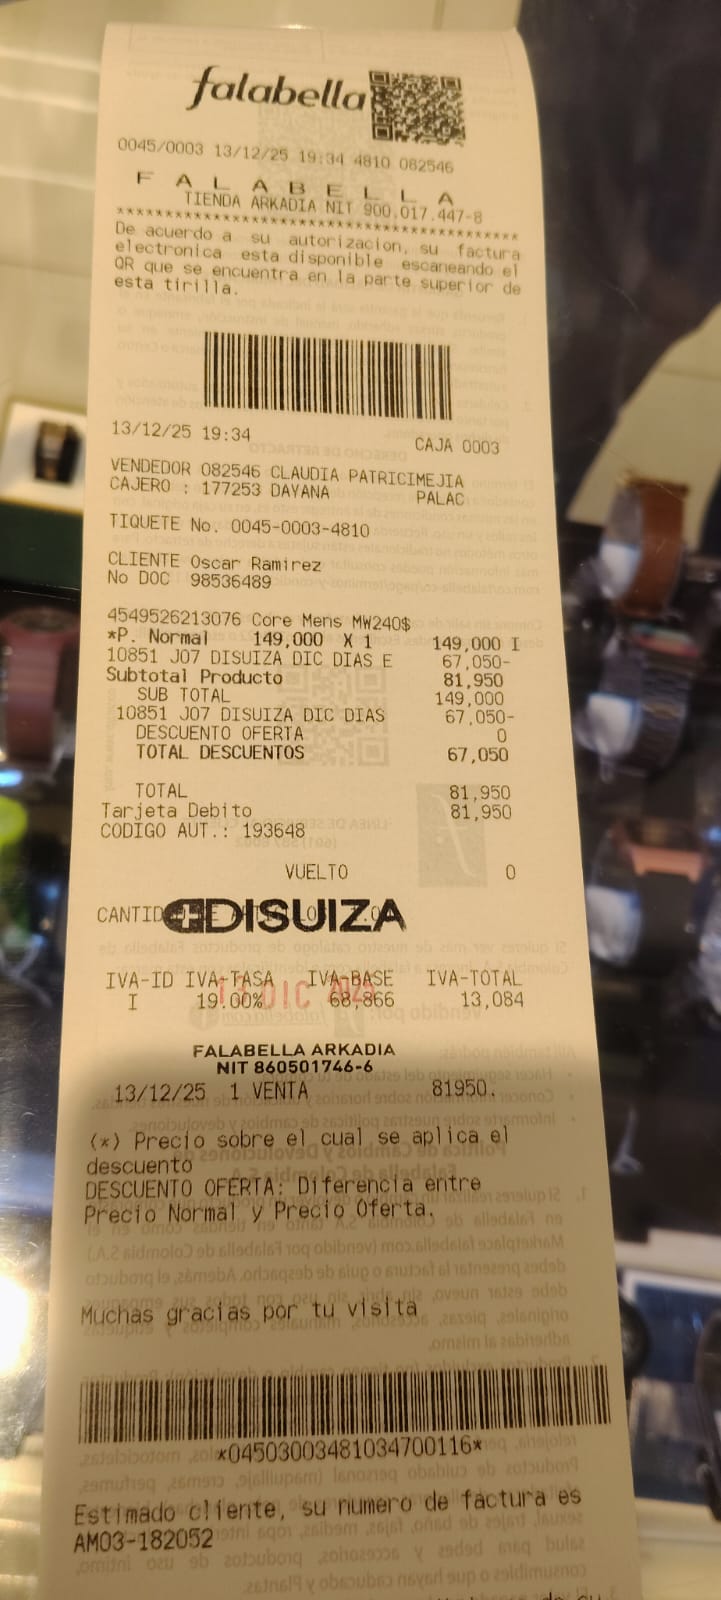 falabella
0045/0003 13/12/25 19:34 4810 082546
F A L A B E L L A
TIENDA ARKADIA NIT 900.017.447-8
****************************************
De acuerdo a su autorizacion, su factura
electronica esta disponible escaneando el
QR que se encuentra en la parte superior de
esta tirilla.
13/12/25 19:34 CAJA 0003
VENDEDOR 082546 CLAUDIA PATRICIMEJIA
CAJERO : 177253 DAYANA PALAC
TIQUETE No. 0045-0003-4810
CLIENTE Oscar Ramirez
No DOC 98536489
4549526213076 Core Mens MW240$
*P. Normal 149,000 X 1 149,000 I
10851 J07 DISUIZA DIC DIAS E 67,050-
Subtotal Producto 81,950
SUB TOTAL 149,000
10851 J07 DISUIZA DIC DIAS 67,050-
DESCUENTO OFERTA 0
TOTAL DESCUENTOS 67,050
TOTAL 81,950
Tarjeta Debito 81,950
CODIGO AUT.: 193648
VUELTO 0
DISUIZA
IVA-ID IVA-TASA IVA-BASE IVA-TOTAL
I 19.00% 68,866 13,084
13 DIC 2025
FALABELLA ARKADIA
NIT 860501746-6
13/12/25 1 VENTA 81950.
(*) Precio sobre el cual se aplica el
descuento
DESCUENTO OFERTA: Diferencia entre
Precio Normal y Precio Oferta.
Muchas gracias por tu visita
*04503003481034700116*
Estimado cliente, su numero de factura es
AM03-182052